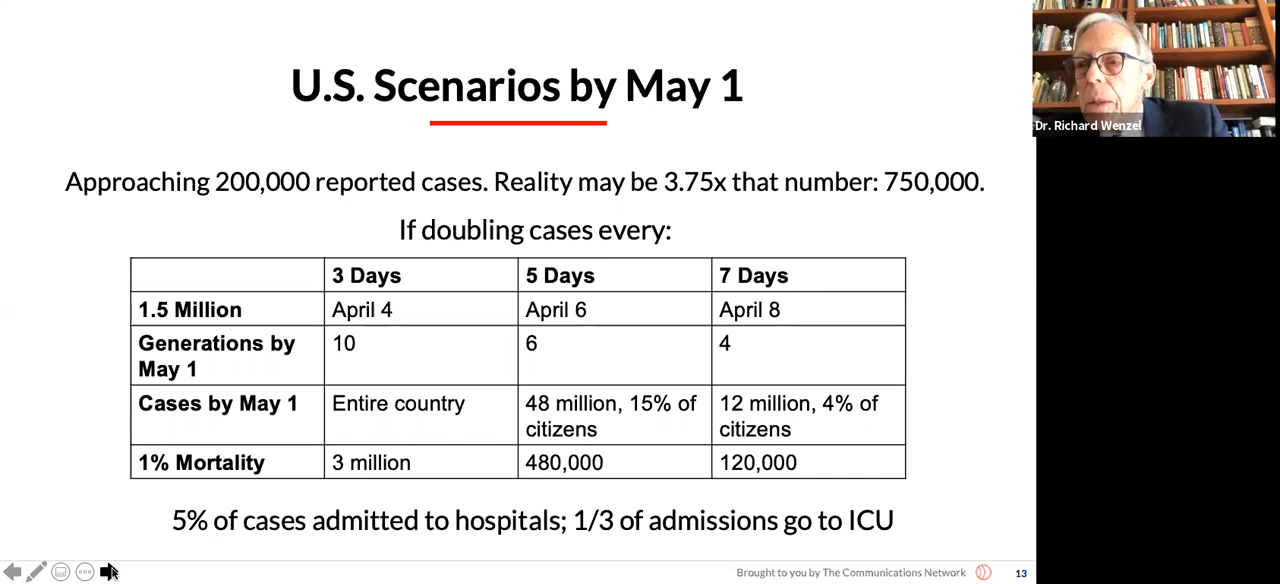 U.S. Scenarios by May 1
Dr. Richard Wenzel
Approaching 200,000 reported cases. Reality may be 3.75x that number: 750,000.
If doubling cases every:
3 Days 5 Days 7 Days
1.5 Million April 4 April 6 April 8
Generations by May 1 10 6 4
Cases by May 1 Entire country 48 million, 15% of citizens 12 million, 4% of citizens
1% Mortality 3 million 480,000 120,000
5% of cases admitted to hospitals; 1/3 of admissions go to ICU
Brought to you by The Communications Network 13